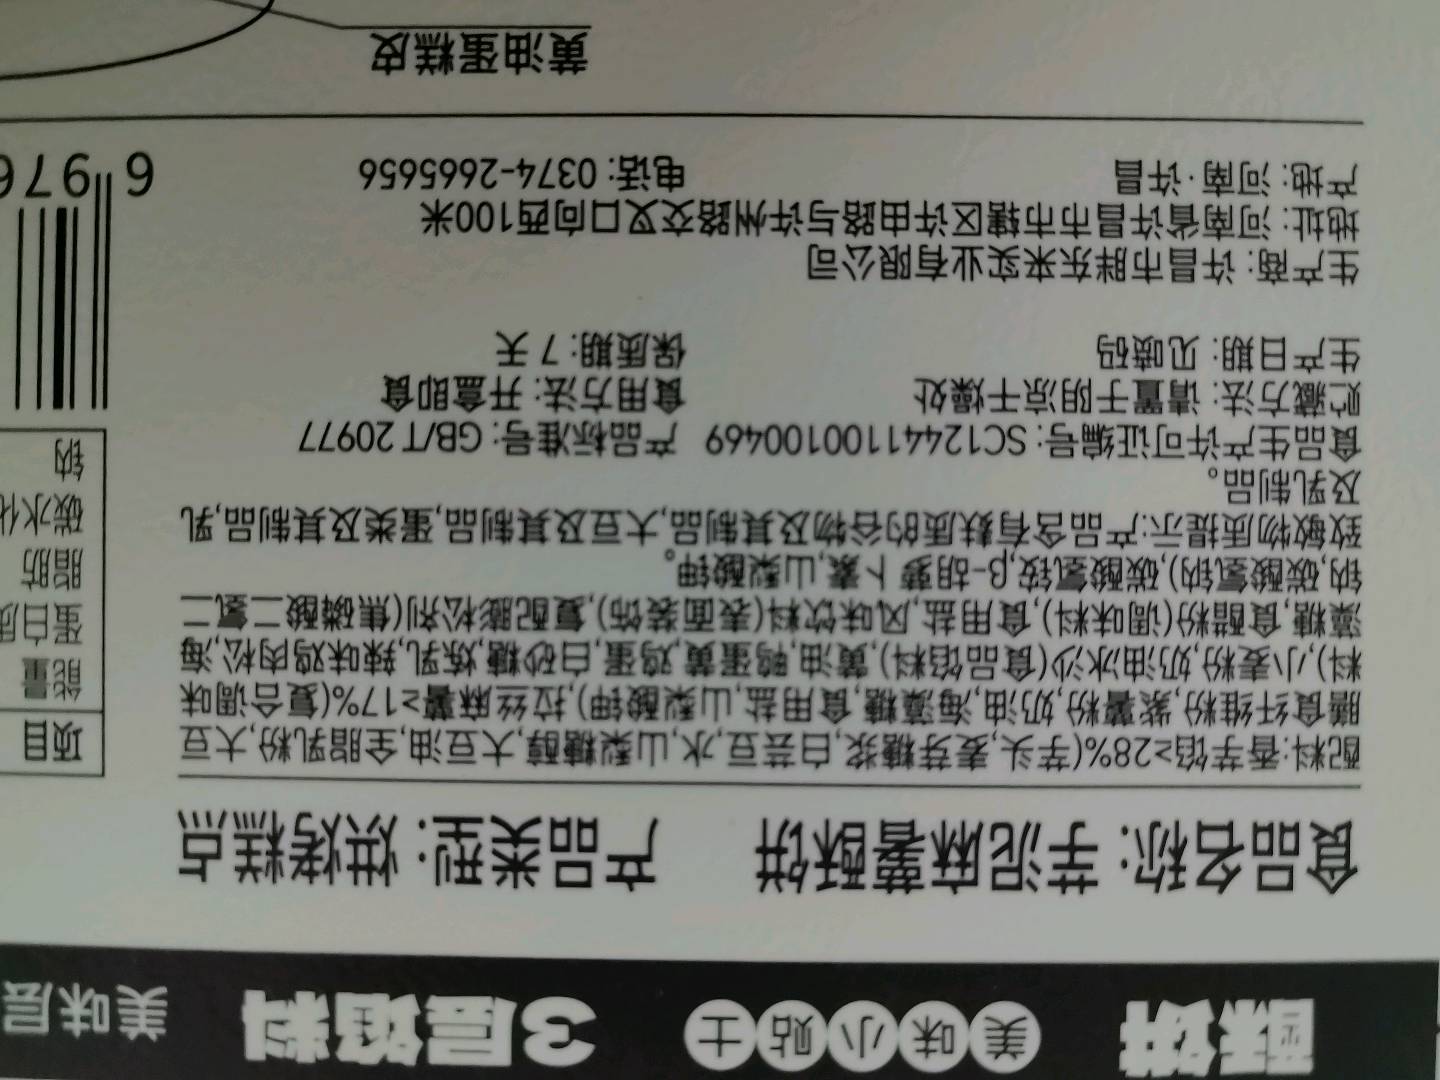 酥饼 美味小贴士 3层馅料 美味层
食品名称: 芋泥麻薯酥饼 产品类型: 烘烤糕点
配料:香芋馅≥28%(芋头,麦芽糖浆,白芸豆,水,山梨糖醇,大豆油,全脂乳粉,大豆
膳食纤维粉,紫薯粉,奶油,海藻糖,食用盐,山梨酸钾),拉丝麻薯≥17%(复合调味
料),小麦粉,奶油冰沙(食品馅料),黄油,鸭蛋黄,鸡蛋,白砂糖,炼乳,辣味鸡肉松,海
藻糖,食醋粉(调味料),食用盐,风味饮料(表面装饰),复配膨松剂(焦磷酸二氢二
钠,碳酸氢钠),碳酸氢铵,β-胡萝卜素,山梨酸钾。
致敏物质提示:产品含有麸质的谷物及其制品,大豆及其制品,蛋类及其制品,乳
及乳制品。
食品生产许可证编号: SC12441100100469 产品标准号: GB/T 20977
贮藏方法: 请置于阴凉干燥处 食用方法: 开盒即食
生产日期: 见喷码 保质期: 7 天
生产商: 许昌市胖东来实业有限公司
地址: 河南省许昌市市辖区许由路与许州路交叉口向西100米
产地: 河南·许昌 电话: 0374-2665656
项目
能量
蛋白质
脂肪
碳水化
钠
6 976
黄油蛋糕皮